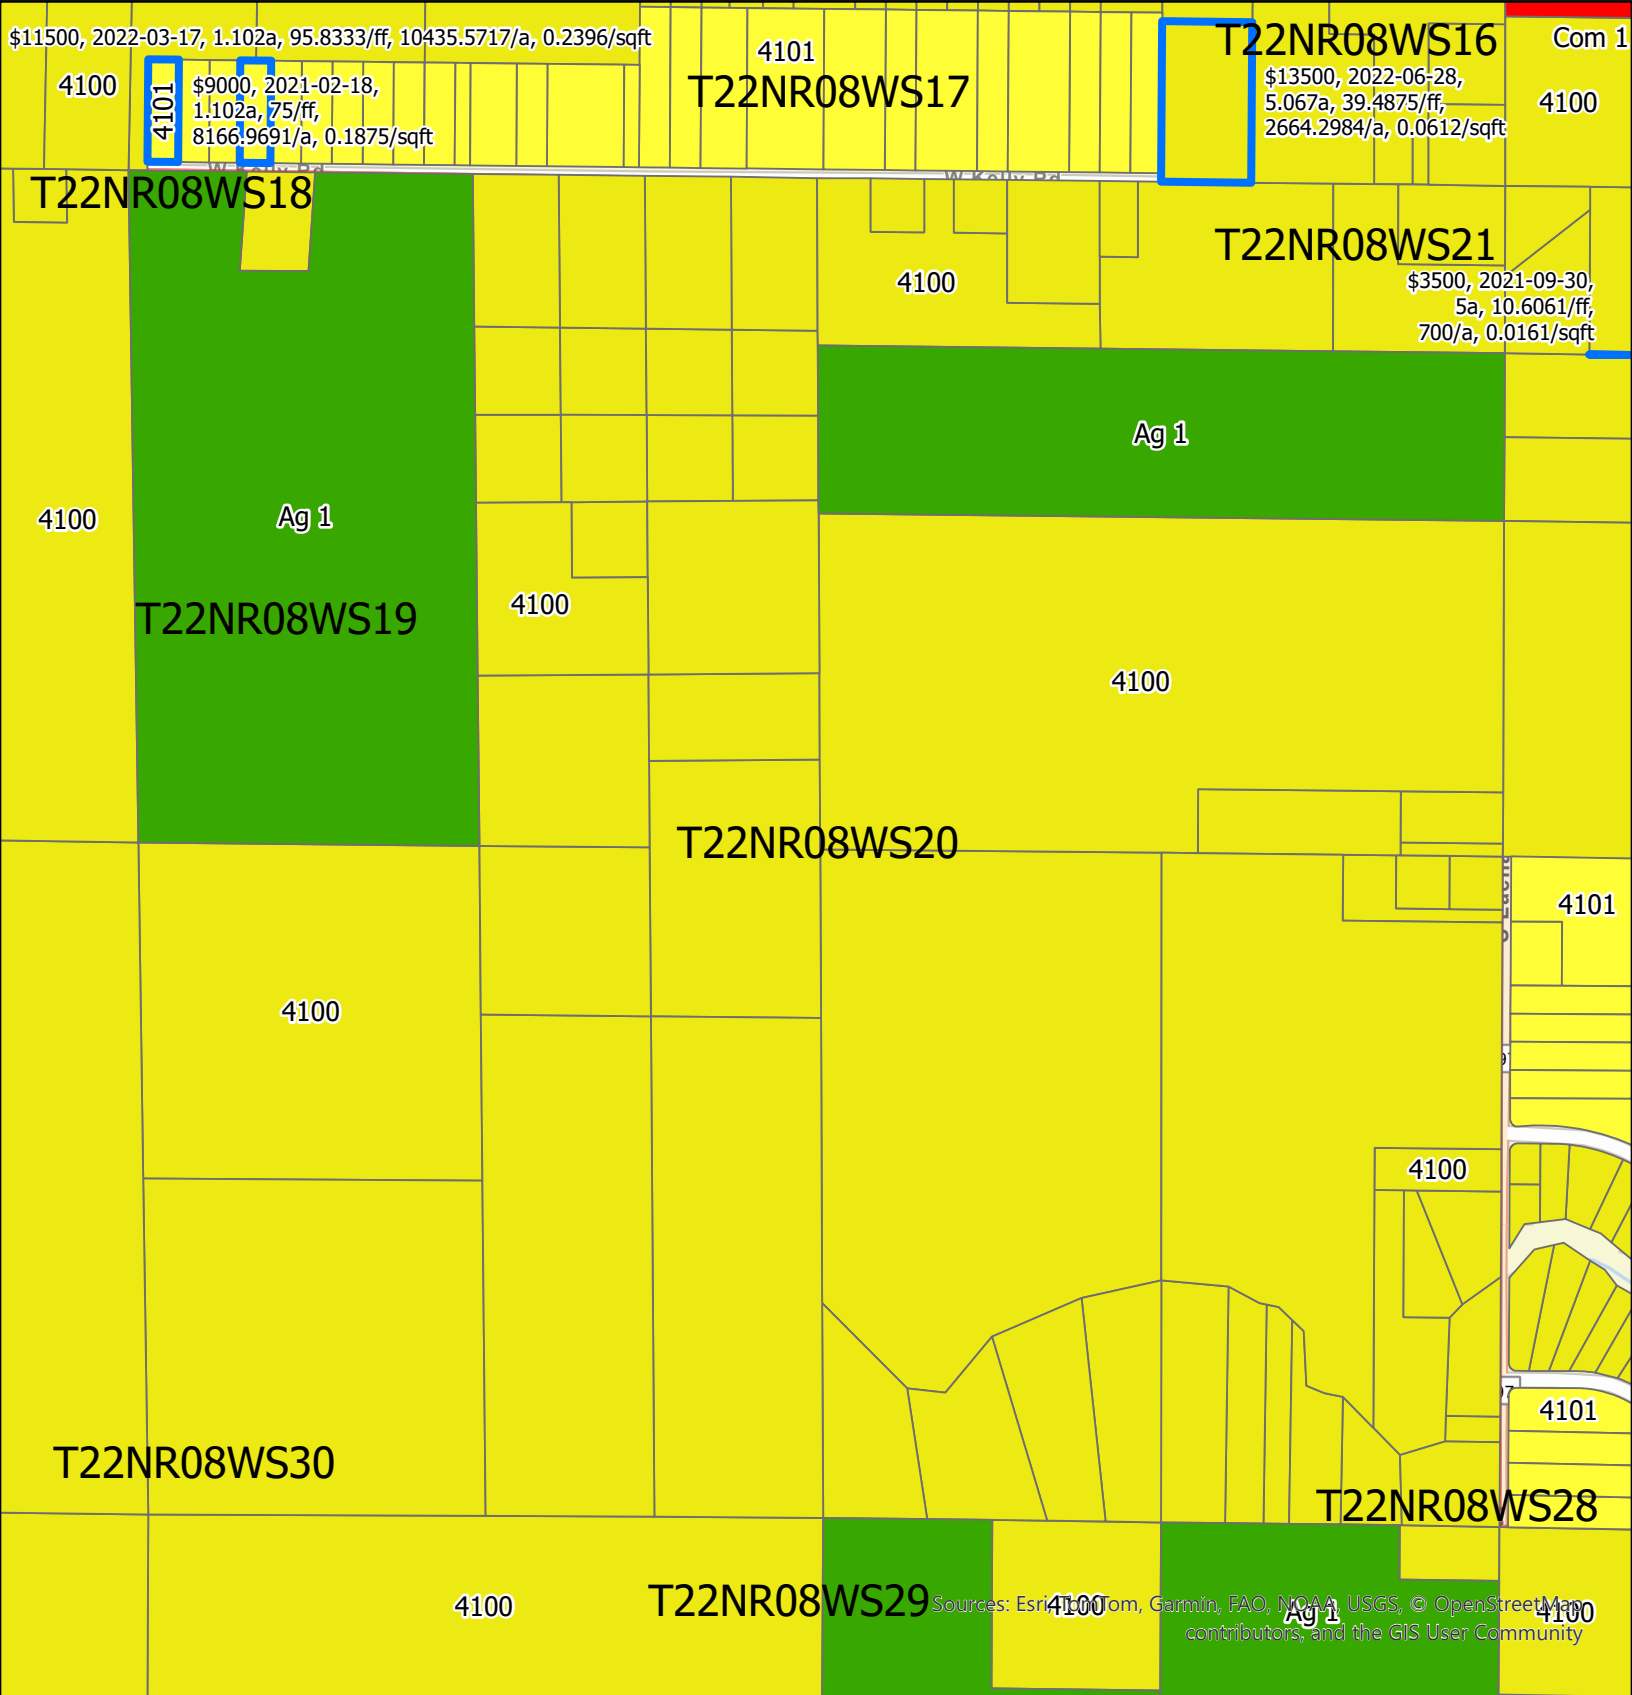 $11500, 2022-03-17, 1.102a, 95.8333/ff, 10435.5717/a, 0.2396/sqft
4101
T22NR08WS16
Com 1
4100
4101
$9000, 2021-02-18,
1.102a, 75/ff,
8166.9691/a, 0.1875/sqft
T22NR08WS17
$13500, 2022-06-28,
5.067a, 39.4875/ff,
2664.2984/a, 0.0612/sqft
4100
W Kelly Rd
W Kelly Rd
T22NR08WS18
T22NR08WS21
4100
$3500, 2021-09-30,
5a, 10.6061/ff,
700/a, 0.0161/sqft
Ag 1
4100
Ag 1
4100
T22NR08WS19
4100
T22NR08WS20
4101
4100
4100
4101
T22NR08WS30
T22NR08WS28
4100
T22NR08WS29
4100
Ag 1
4100
Sources: Esri, TomTom, Garmin, FAO, NOAA, USGS, © OpenStreetMap
contributors, and the GIS User Community